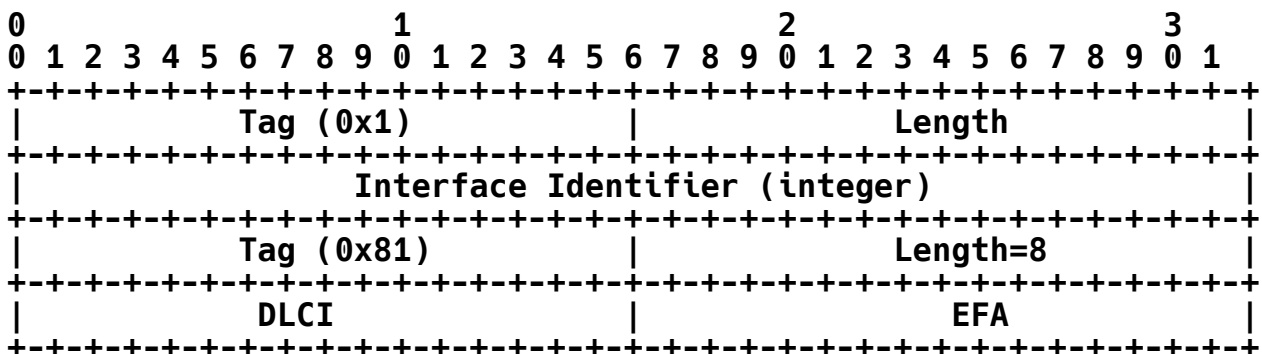 0                   1                   2                   3
0 1 2 3 4 5 6 7 8 9 0 1 2 3 4 5 6 7 8 9 0 1 2 3 4 5 6 7 8 9 0 1
+-+-+-+-+-+-+-+-+-+-+-+-+-+-+-+-+-+-+-+-+-+-+-+-+-+-+-+-+-+-+-+-+
|           Tag (0x1)           |             Length            |
+-+-+-+-+-+-+-+-+-+-+-+-+-+-+-+-+-+-+-+-+-+-+-+-+-+-+-+-+-+-+-+-+
|                 Interface Identifier (integer)                |
+-+-+-+-+-+-+-+-+-+-+-+-+-+-+-+-+-+-+-+-+-+-+-+-+-+-+-+-+-+-+-+-+
|           Tag (0x81)          |             Length=8          |
+-+-+-+-+-+-+-+-+-+-+-+-+-+-+-+-+-+-+-+-+-+-+-+-+-+-+-+-+-+-+-+-+
|            DLCI               |                EFA            |
+-+-+-+-+-+-+-+-+-+-+-+-+-+-+-+-+-+-+-+-+-+-+-+-+-+-+-+-+-+-+-+-+